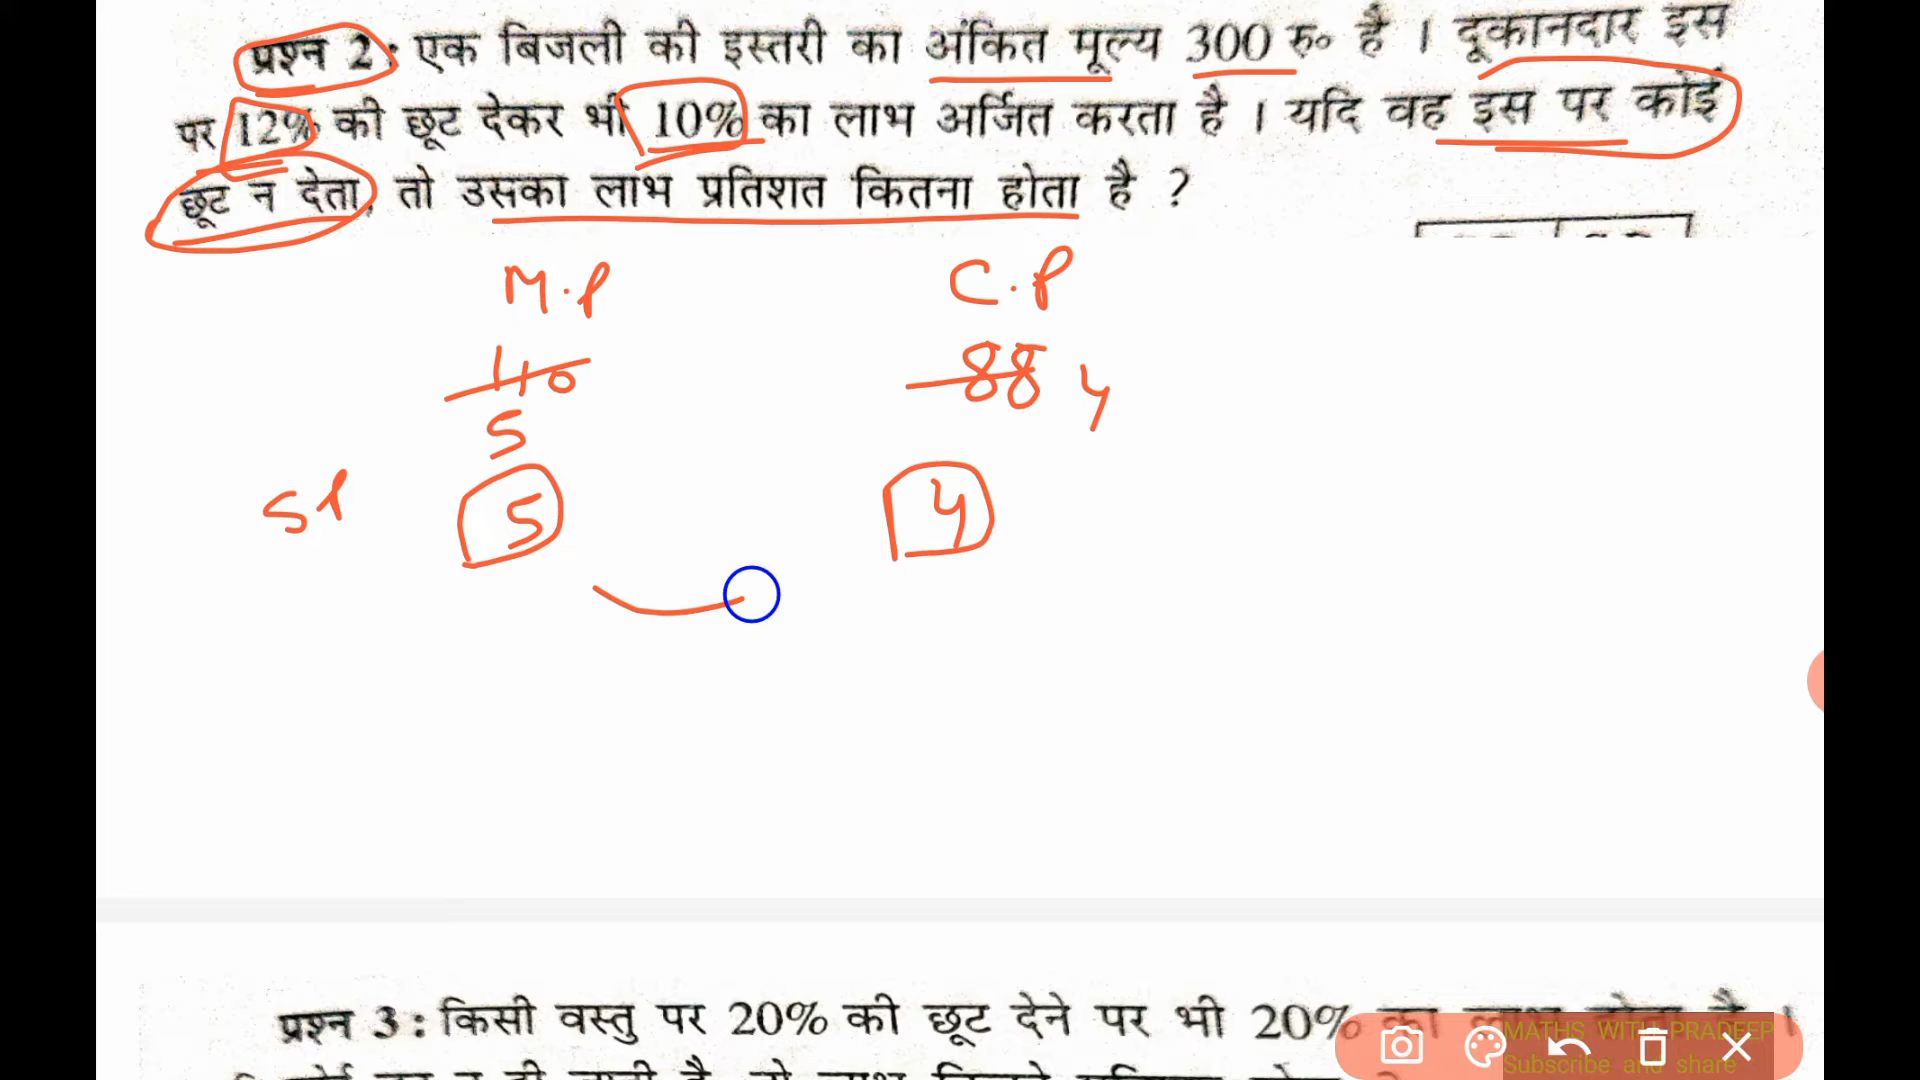 प्रश्न 2 : एक बिजली की इस्तरी का अंकित मूल्य 300 रु० है । दूकानदार इस
पर 12% की छूट देकर भी 10% का लाभ अर्जित करता है । यदि वह इस पर कोई
छूट न देता, तो उसका लाभ प्रतिशत कितना होता है ?
M.P C.P
110 88 4
5
SP 5 4
प्रश्न 3 : किसी वस्तु पर 20% की छूट देने पर भी 20% का लाभ होता है ।
MATHS WITH PRADEEP
Subscribe and share